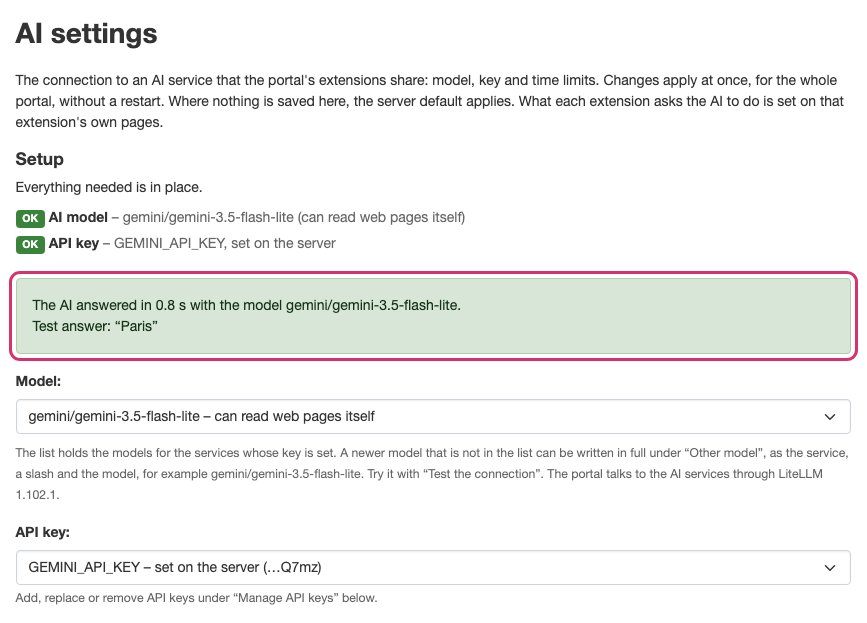 AI settings
The connection to an AI service that the portal's extensions share: model, key and time limits. Changes apply at once, for the whole
portal, without a restart. Where nothing is saved here, the server default applies. What each extension asks the AI to do is set on that
extension's own pages.
Setup
Everything needed is in place.
OK AI model – gemini/gemini-3.5-flash-lite (can read web pages itself)
OK API key – GEMINI_API_KEY, set on the server
The AI answered in 0.8 s with the model gemini/gemini-3.5-flash-lite.
Test answer: “Paris”
Model:
gemini/gemini-3.5-flash-lite – can read web pages itself
The list holds the models for the services whose key is set. A newer model that is not in the list can be written in full under “Other model”, as the service,
a slash and the model, for example gemini/gemini-3.5-flash-lite. Try it with “Test the connection”. The portal talks to the AI services through LiteLLM
1.102.1.
API key:
GEMINI_API_KEY – set on the server (…Q7mz)
Add, replace or remove API keys under “Manage API keys” below.